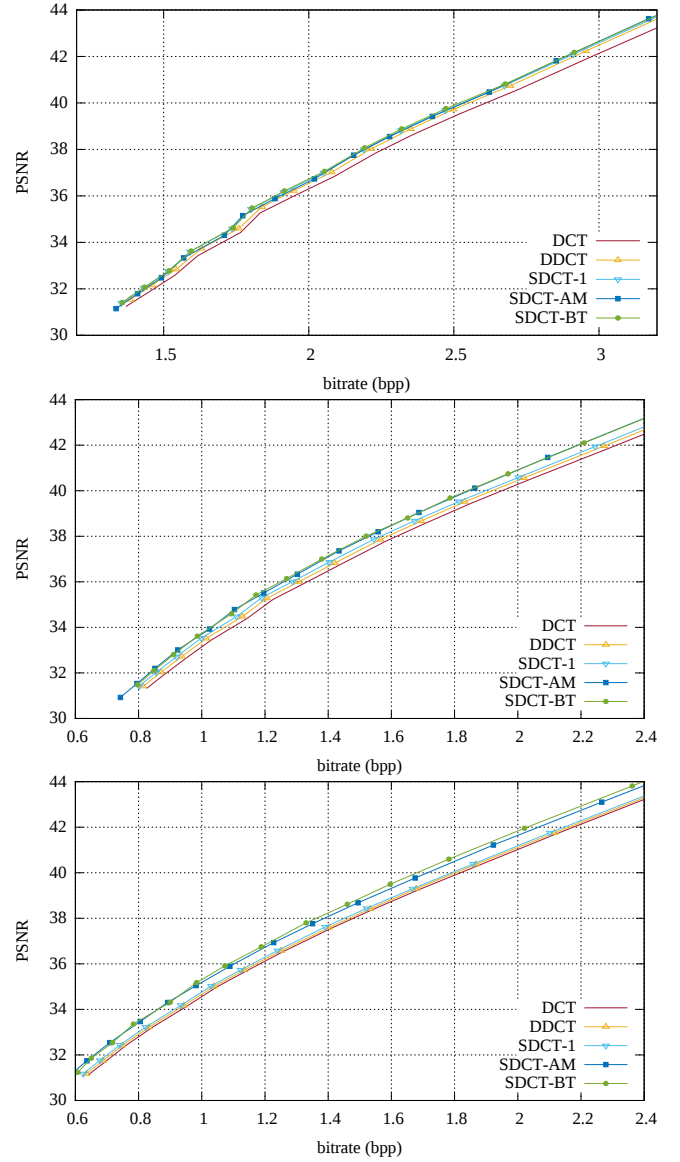 44
42
40
38
36
34
32
30
PSNR
DCT
DDCT
SDCT-1
SDCT-AM
SDCT-BT
1.5 2 2.5 3
bitrate (bpp)
44
42
40
38
36
34
32
30
PSNR
DCT
DDCT
SDCT-1
SDCT-AM
SDCT-BT
0.6 0.8 1 1.2 1.4 1.6 1.8 2 2.2 2.4
bitrate (bpp)
44
42
40
38
36
34
32
30
PSNR
DCT
DDCT
SDCT-1
SDCT-AM
SDCT-BT
0.6 0.8 1 1.2 1.4 1.6 1.8 2 2.2 2.4
bitrate (bpp)